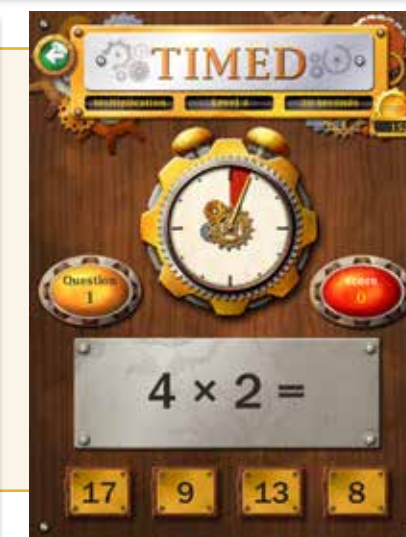 TIMED
Multiplication
Level 4
Question
1
Score
0
4 × 2 =
17
9
13
8